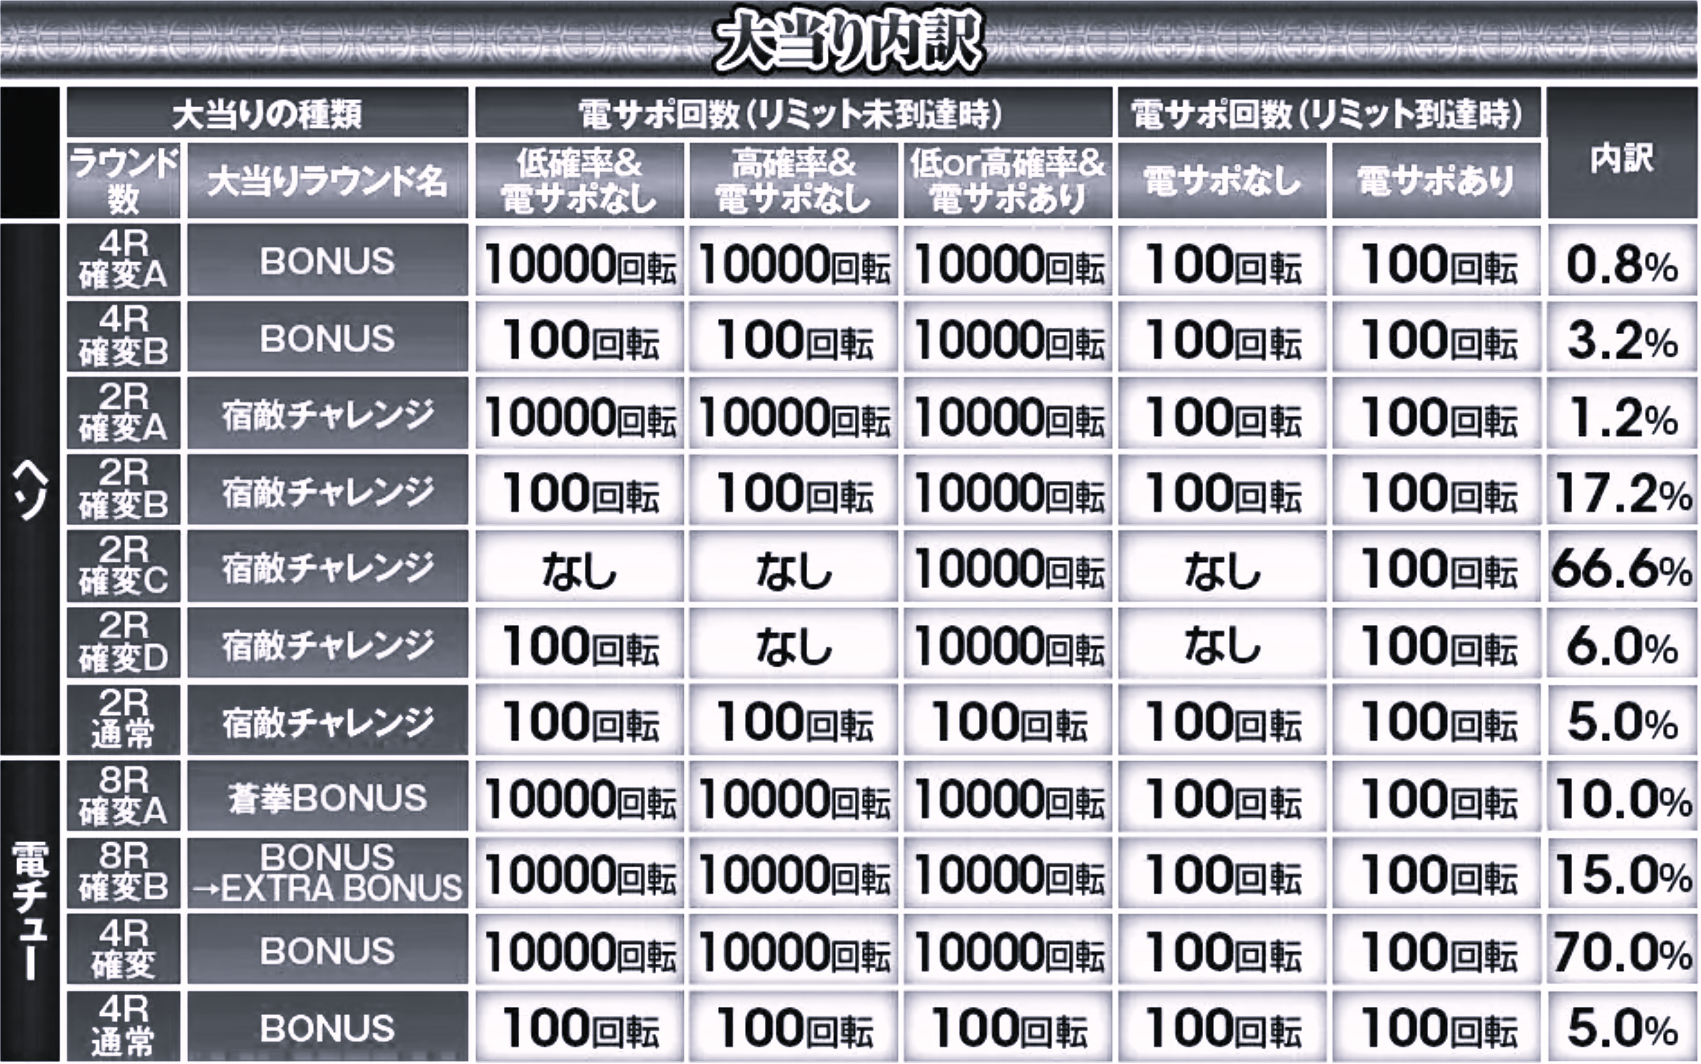 大当り内訳
大当りの種類 電サポ回数(リミット未到達時) 電サポ回数(リミット到達時) 内訳
ラウンド数 大当りラウンド名 低確率&電サポなし 高確率&電サポなし 低or高確率&電サポあり 電サポなし 電サポあり
ヘソ
4R確変A BONUS 10000回転 10000回転 10000回転 100回転 100回転 0.8%
4R確変B BONUS 100回転 100回転 10000回転 100回転 100回転 3.2%
2R確変A 宿敵チャレンジ 10000回転 10000回転 10000回転 100回転 100回転 1.2%
2R確変B 宿敵チャレンジ 100回転 100回転 10000回転 100回転 100回転 17.2%
2R確変C 宿敵チャレンジ なし なし 10000回転 なし 100回転 66.6%
2R確変D 宿敵チャレンジ 100回転 なし 10000回転 なし 100回転 6.0%
2R通常 宿敵チャレンジ 100回転 100回転 100回転 100回転 100回転 5.0%
電チュー
8R確変A 蒼拳BONUS 10000回転 10000回転 10000回転 100回転 100回転 10.0%
8R確変B BONUS→EXTRA BONUS 10000回転 10000回転 10000回転 100回転 100回転 15.0%
4R確変 BONUS 10000回転 10000回転 10000回転 100回転 100回転 70.0%
4R通常 BONUS 100回転 100回転 100回転 100回転 100回転 5.0%